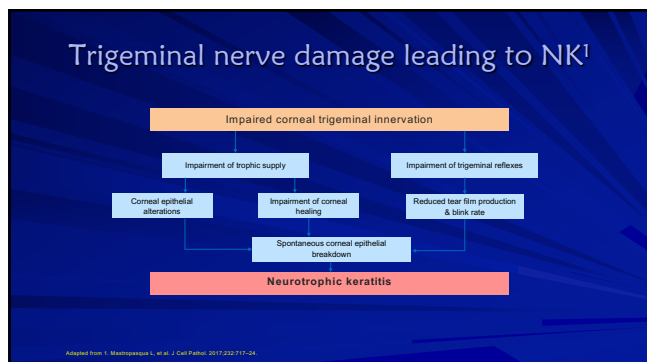 Trigeminal nerve damage leading to NK¹
Impaired corneal trigeminal innervation
Impairment of trophic supply
Impairment of trigeminal reflexes
Corneal epithelial
alterations
Impairment of corneal
healing
Reduced tear film production
& blink rate
Spontaneous corneal epithelial
breakdown
Neurotrophic keratitis
Adapted from 1. Mastropasqua L, et al. J Cell Pathol. 2017;232:717–24.